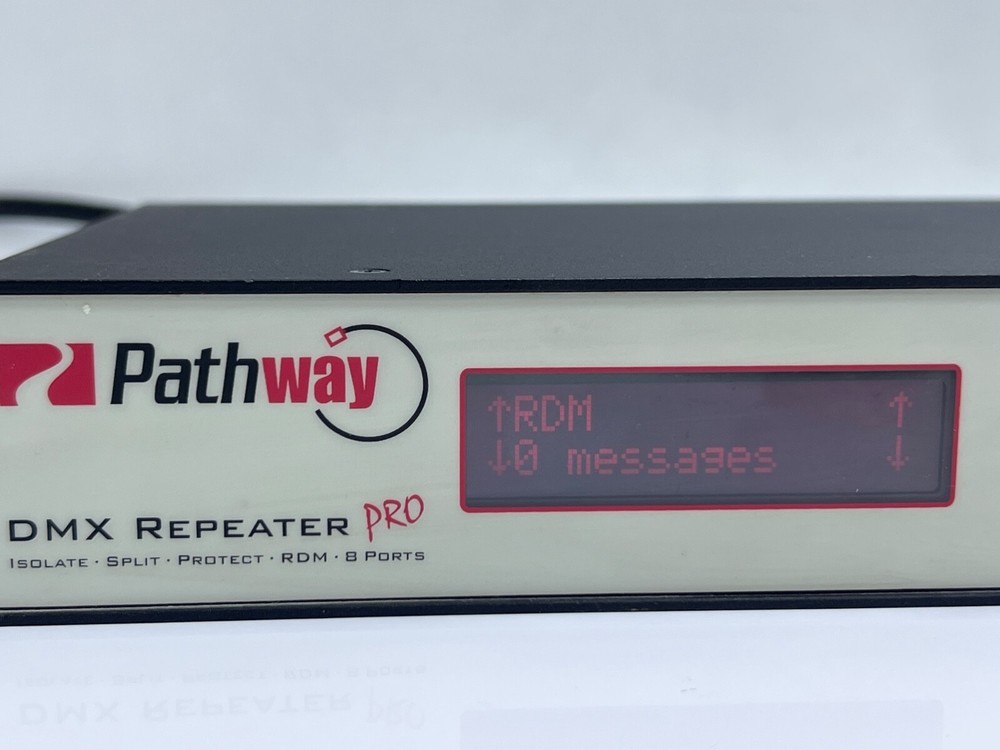 Pathway
DMX REPEATER PRO
ISOLATE · SPLIT · PROTECT · RDM · 8 PORTS
↑RDM ↑
↓0 messages ↓